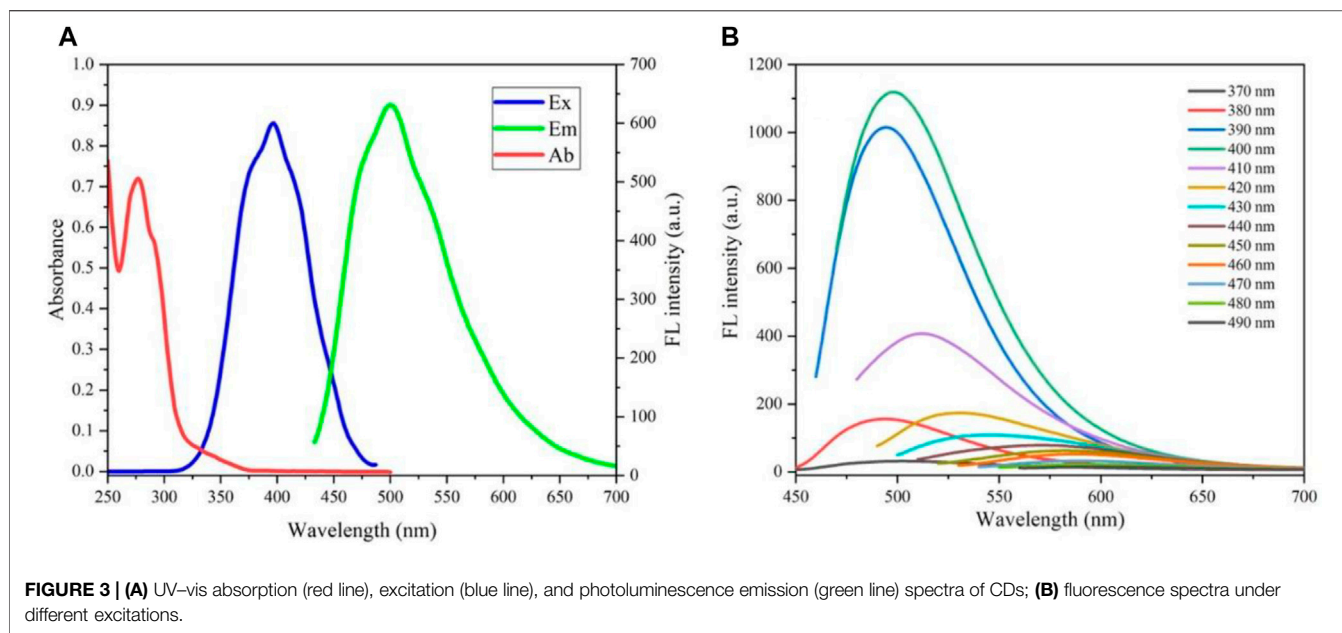 A
1.0
0.9
0.8
0.7
0.6
0.5
0.4
0.3
0.2
0.1
0.0
Absorbance
250 300 350 400 450 500 550 600 650 700
Wavelength (nm)
700
600
500
400
300
200
100
0
FL intensity (a.u.)
Ex
Em
Ab
B
1200
1000
800
600
400
200
0
FL intensity (a.u.)
450 500 550 600 650 700
Wavelength (nm)
370 nm
380 nm
390 nm
400 nm
410 nm
420 nm
430 nm
440 nm
450 nm
460 nm
470 nm
480 nm
490 nm
FIGURE 3 | (A) UV–vis absorption (red line), excitation (blue line), and photoluminescence emission (green line) spectra of CDs; (B) fluorescence spectra under
different excitations.